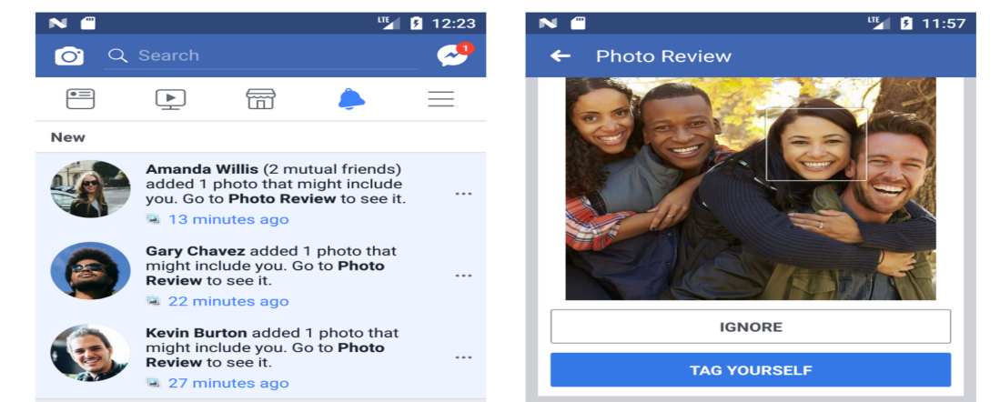 12:23
Search
1
New
Amanda Willis (2 mutual friends)
added 1 photo that might include
you. Go to Photo Review to see it.
13 minutes ago
Gary Chavez added 1 photo that
might include you. Go to Photo
Review to see it.
22 minutes ago
Kevin Burton added 1 photo that
might include you. Go to Photo
Review to see it.
27 minutes ago
LTE
11:57
Photo Review
IGNORE
TAG YOURSELF